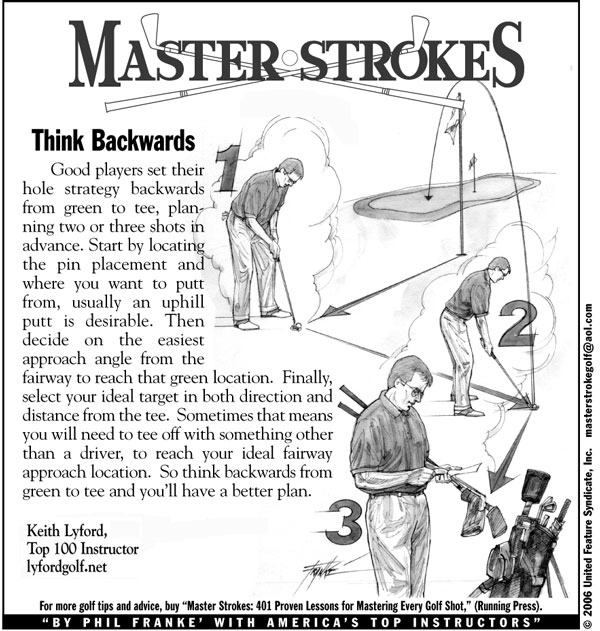 MASTER STROKES
Think Backwards
Good players set their
hole strategy backwards
from green to tee, plan-
ning two or three shots in
advance. Start by locating
the pin placement and
where you want to putt
from, usually an uphill
putt is desirable. Then
decide on the easiest
approach angle from the
fairway to reach that green location. Finally,
select your ideal target in both direction and
distance from the tee. Sometimes that means
you will need to tee off with something other
than a driver, to reach your ideal fairway
approach location. So think backwards from
green to tee and you'll have a better plan.
Keith Lyford,
Top 100 Instructor
lyfordgolf.net
1
2
3
For more golf tips and advice, buy "Master Strokes: 401 Proven Lessons for Mastering Every Golf Shot," (Running Press).
"BY PHIL FRANKE' WITH AMERICA'S TOP INSTRUCTORS"
© 2006 United Feature Syndicate, Inc. masterstrokegolf@aol.com